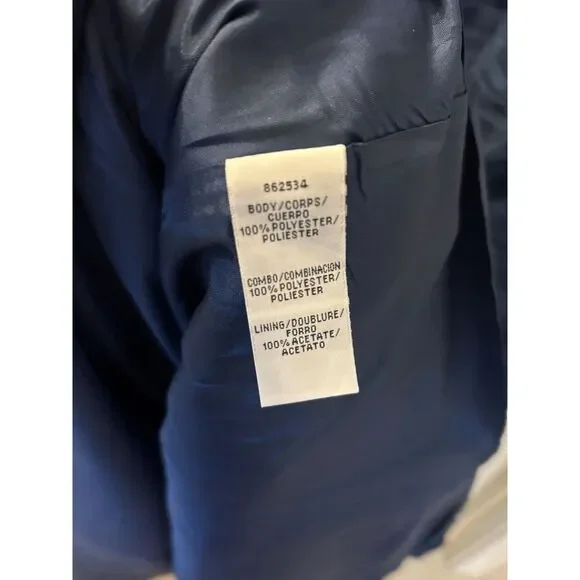 862534
BODY/CORPS/
CUERPO
100% POLYESTER/
POLIESTER
COMBO/COMBINACION
100% POLYESTER/
POLIESTER
LINING/DOUBLURE/
FORRO
100% ACETATE/
ACETATO